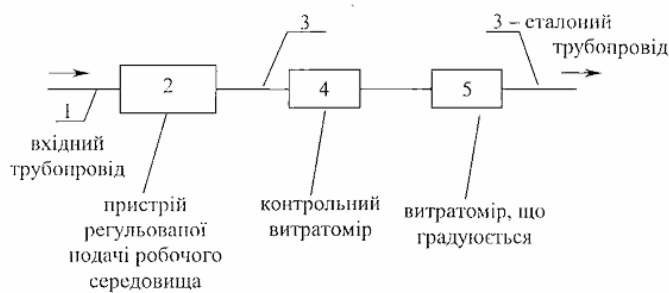 3
3 – еталоний
трубопровід
2
4
5
1
вхідний
трубопровід
пристрій
регульованої
подачі робочого
середовища
контрольний
витратомір
витратомір, що
градуюється